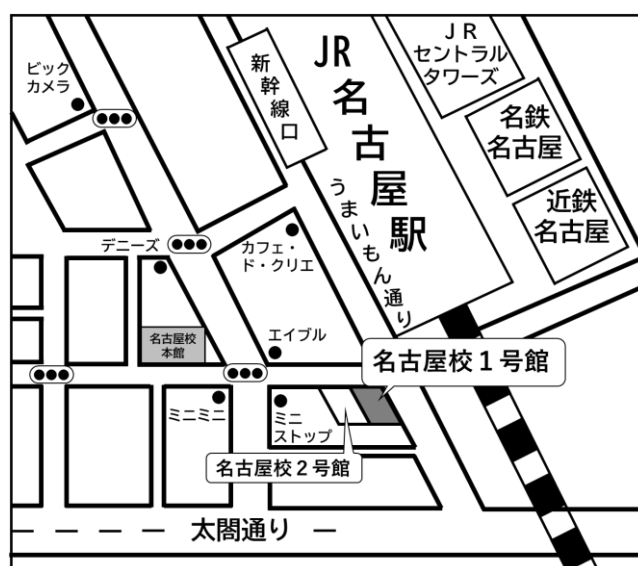 ビック
カメラ
新幹線口
JR名古屋駅
うまいもん通り
JR
セントラル
タワーズ
名鉄
名古屋
近鉄
名古屋
デニーズ
カフェ・
ド・クリエ
名古屋校
本館
エイブル
名古屋校1号館
ミニミニ
ミニ
ストップ
名古屋校2号館
太閤通り